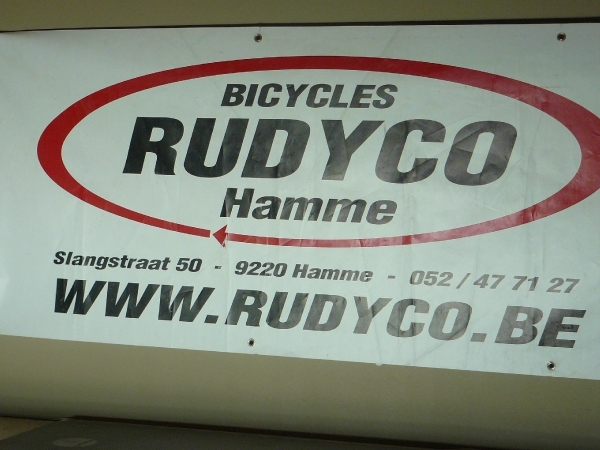 BICYCLES
RUDYCO
Hamme
Slangstraat 50 - 9220 Hamme - 052 / 47 71 27
WWW.RUDYCO.BE